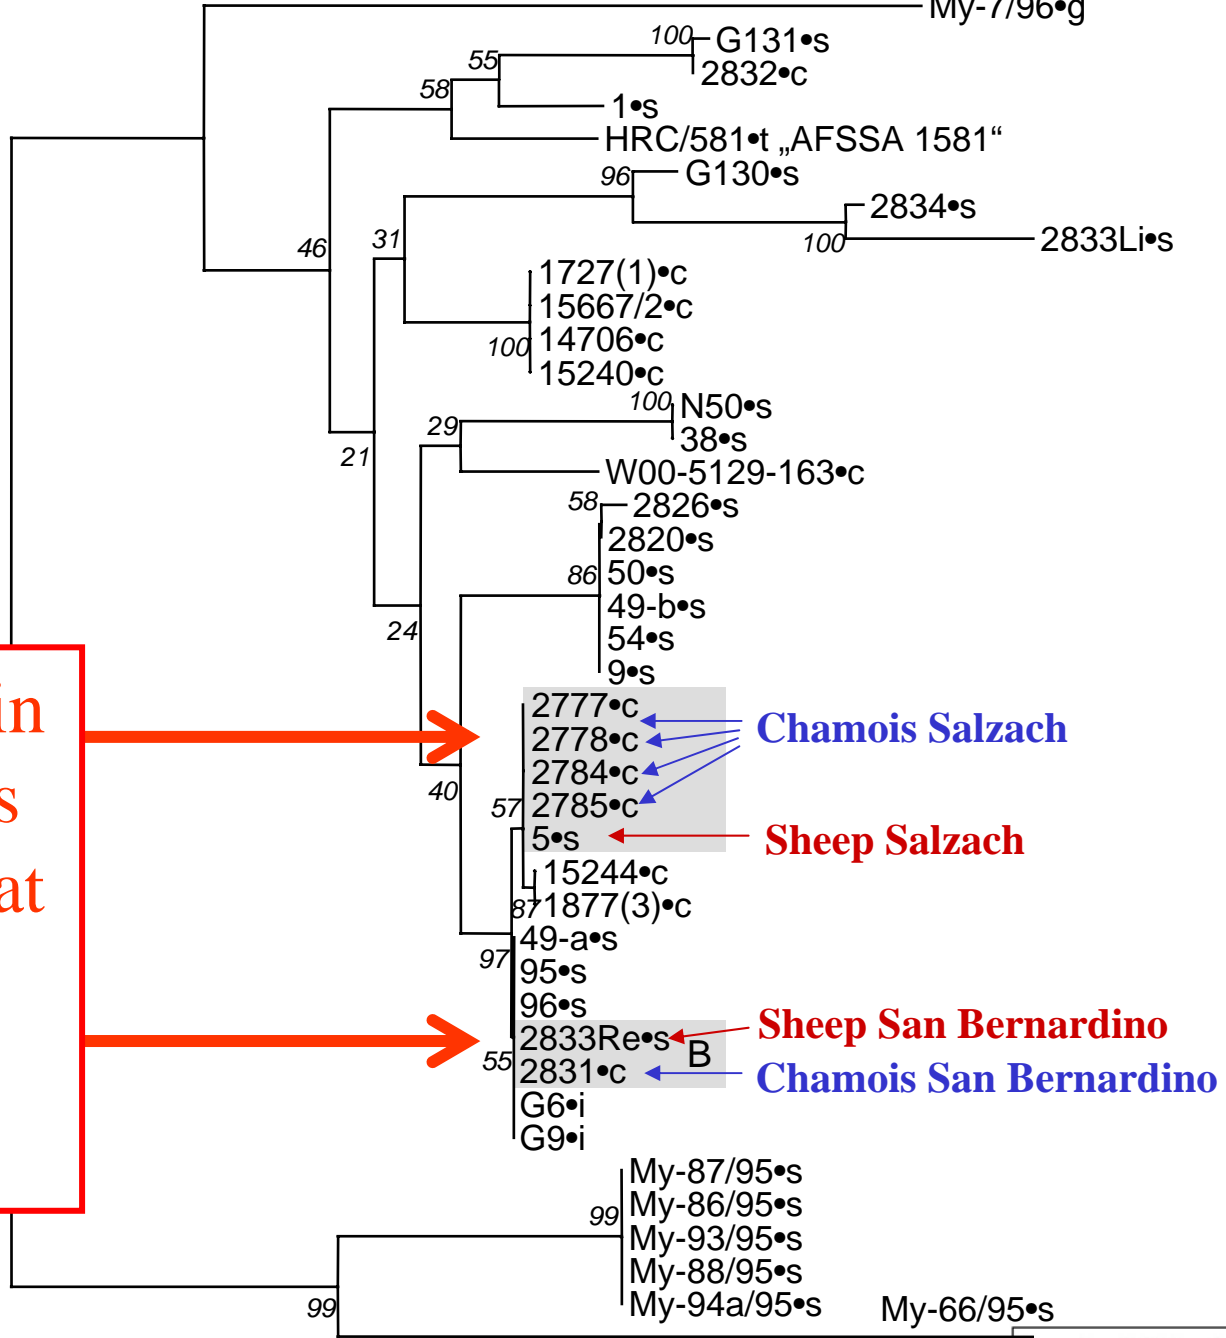 My-7/96•g
100
G131•s
55
2832•c
58
1•s
HRC/581•t „AFSSA 1581“
96
G130•s
2834•s
46
31
100
2833Li•s
1727(1)•c
15667/2•c
14706•c
100
15240•c
100
N50•s
29
38•s
21
W00-5129-163•c
58
2826•s
2820•s
86
50•s
49-b•s
24
54•s
9•s
in
2777•c
Chamois Salzach
2778•c
2784•c
40
s
57
2785•c
5•s
Sheep Salzach
15244•c
at
87
1877(3)•c
49-a•s
97
95•s
96•s
Sheep San Bernardino
2833Re•s
B
55
2831•c
Chamois San Bernardino
G6•i
G9•i
My-87/95•s
My-86/95•s
99
My-93/95•s
My-88/95•s
99
My-94a/95•s
My-66/95•s